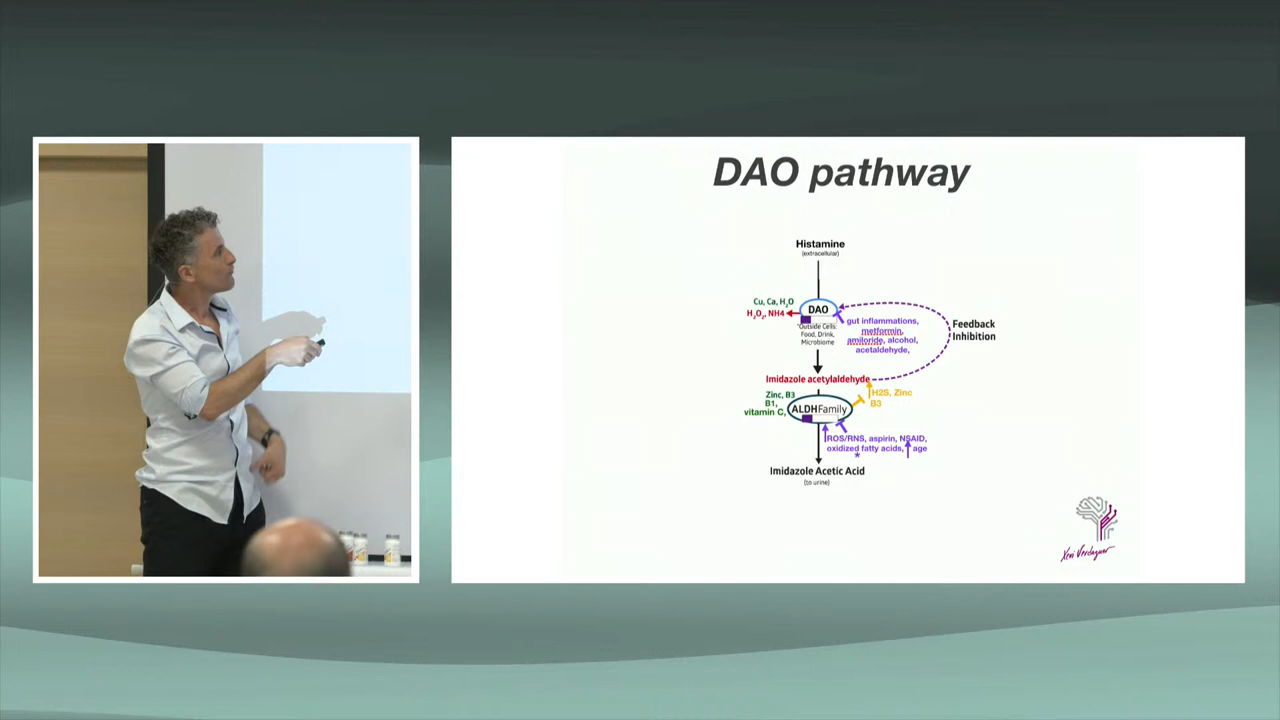 DAO pathway
Histamine
(extracellular)
Cu, Ca, H₂O
H₂O₂, NH4
DAO
*Outside Cells:
Food, Drink,
Microbiome
gut inflammations,
metformin,
amiloride, alcohol,
acetaldehyde,
Feedback
Inhibition
Imidazole acetylaldehyde
Zinc, B3
B1,
vitamin C,
ALDHFamily
H2S, Zinc
B3
ROS/RNS, aspirin, NSAID,
oxidized fatty acids, age
*
Imidazole Acetic Acid
(to urine)
Xevi Verdaguer